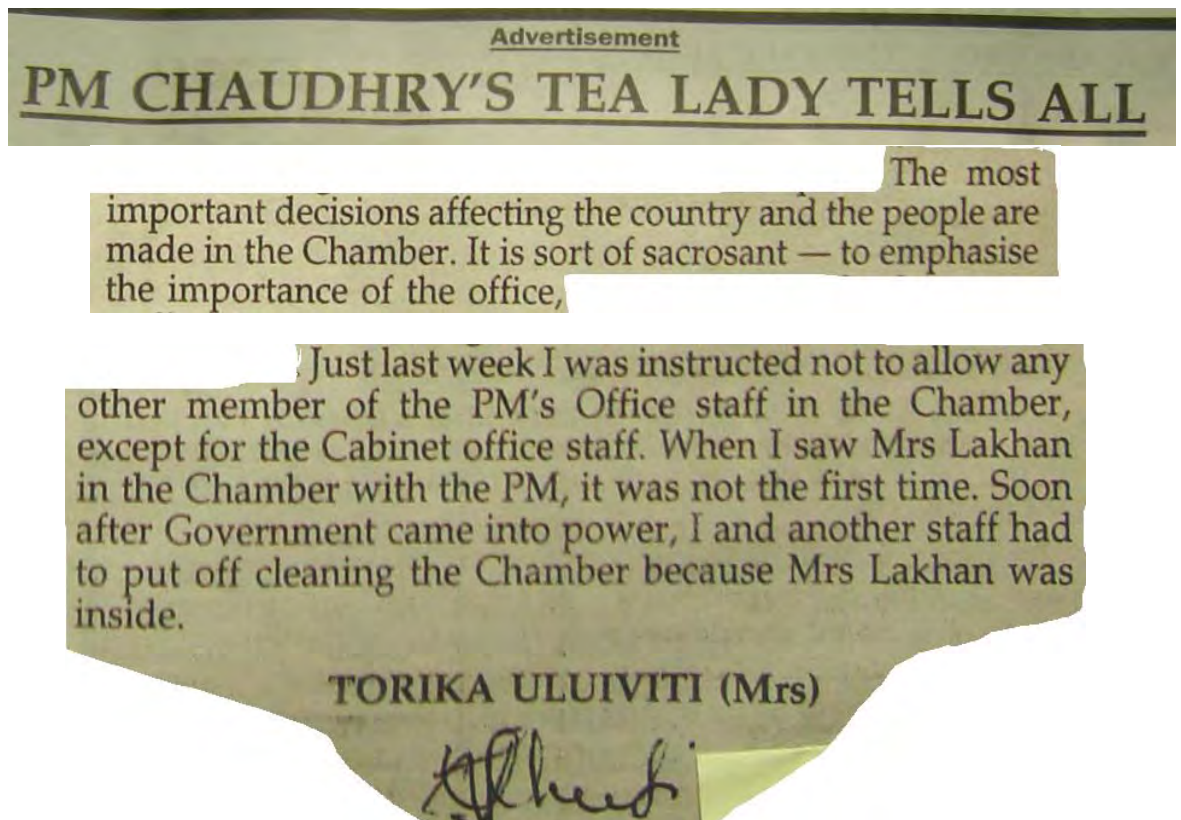 Advertisement
PM CHAUDHRY'S TEA LADY TELLS ALL
The most
important decisions affecting the country and the people are
made in the Chamber. It is sort of sacrosant — to emphasise
the importance of the office,
Just last week I was instructed not to allow any
other member of the PM's Office staff in the Chamber,
except for the Cabinet office staff. When I saw Mrs Lakhan
in the Chamber with the PM, it was not the first time. Soon
after Government came into power, I and another staff had
to put off cleaning the Chamber because Mrs Lakhan was
inside.
TORIKA ULUIVITI (Mrs)